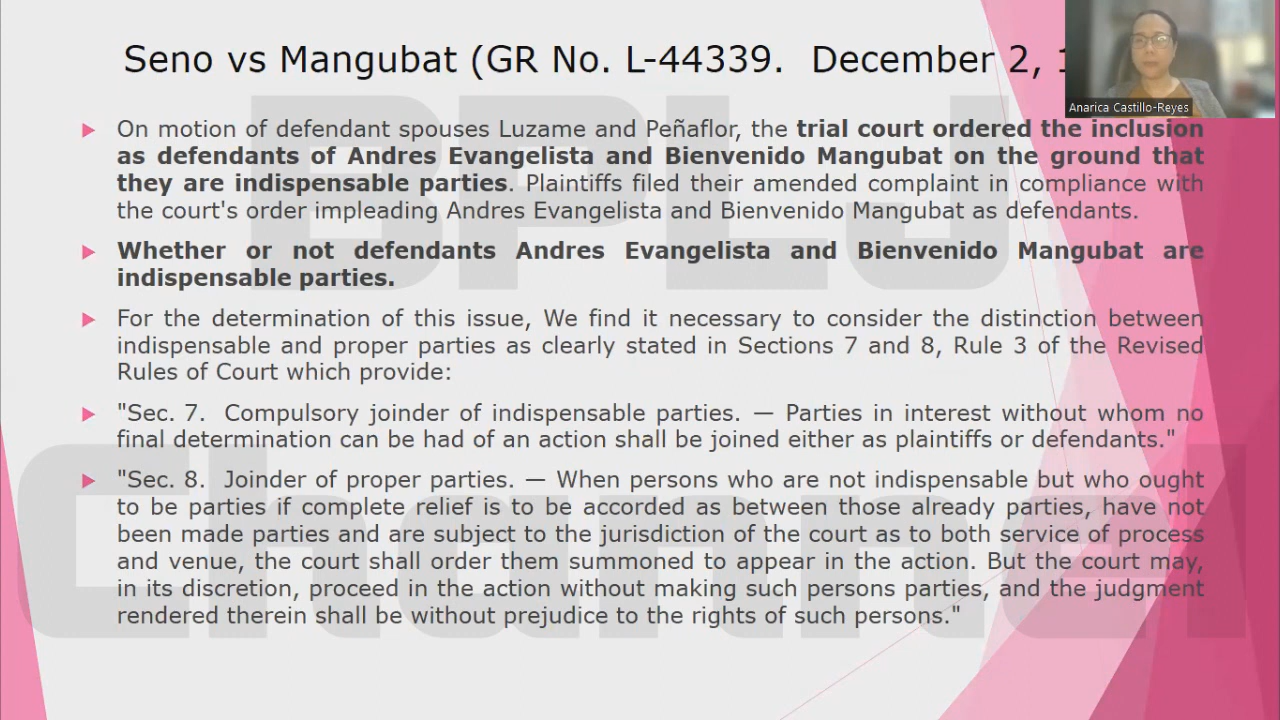 Seno vs Mangubat (GR No. L-44339. December 2,
Anarica Castillo-Reyes
On motion of defendant spouses Luzame and Peñaflor, the trial court ordered the inclusion
as defendants of Andres Evangelista and Bienvenido Mangubat on the ground that
they are indispensable parties. Plaintiffs filed their amended complaint in compliance with
the court's order impleading Andres Evangelista and Bienvenido Mangubat as defendants.
Whether or not defendants Andres Evangelista and Bienvenido Mangubat are
indispensable parties.
For the determination of this issue, We find it necessary to consider the distinction between
indispensable and proper parties as clearly stated in Sections 7 and 8, Rule 3 of the Revised
Rules of Court which provide:
"Sec. 7. Compulsory joinder of indispensable parties. — Parties in interest without whom no
final determination can be had of an action shall be joined either as plaintiffs or defendants."
"Sec. 8. Joinder of proper parties. — When persons who are not indispensable but who ought
to be parties if complete relief is to be accorded as between those already parties, have not
been made parties and are subject to the jurisdiction of the court as to both service of process
and venue, the court shall order them summoned to appear in the action. But the court may,
in its discretion, proceed in the action without making such persons parties, and the judgment
rendered therein shall be without prejudice to the rights of such persons."
BPLJ
Channel